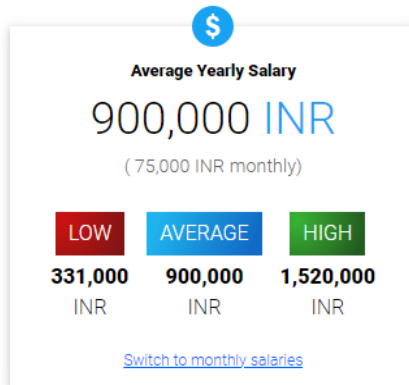 $
Average Yearly Salary
900,000 INR
( 75,000 INR monthly)
LOW AVERAGE HIGH
331,000 900,000 1,520,000
INR INR INR
Switch to monthly salaries